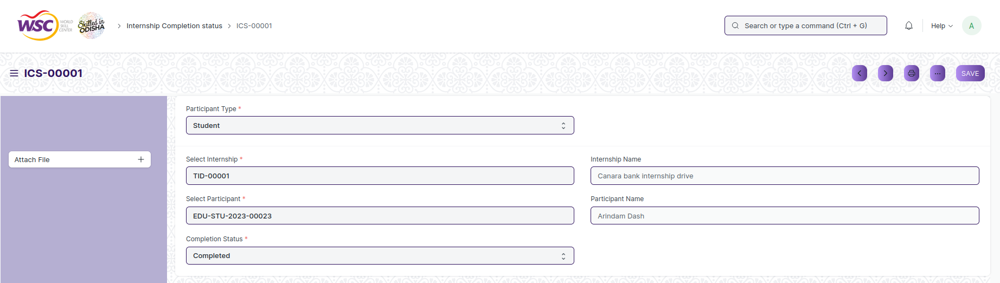 WSC WORLD SKILL CENTER
Skilled in ODISHA
Internship Completion status
ICS-00001
Search or type a command (Ctrl + G)
Help
A
ICS-00001
SAVE
Attach File
Participant Type *
Student
Select Internship *
TID-00001
Internship Name
Canara bank internship drive
Select Participant *
EDU-STU-2023-00023
Participant Name
Arindam Dash
Completion Status *
Completed